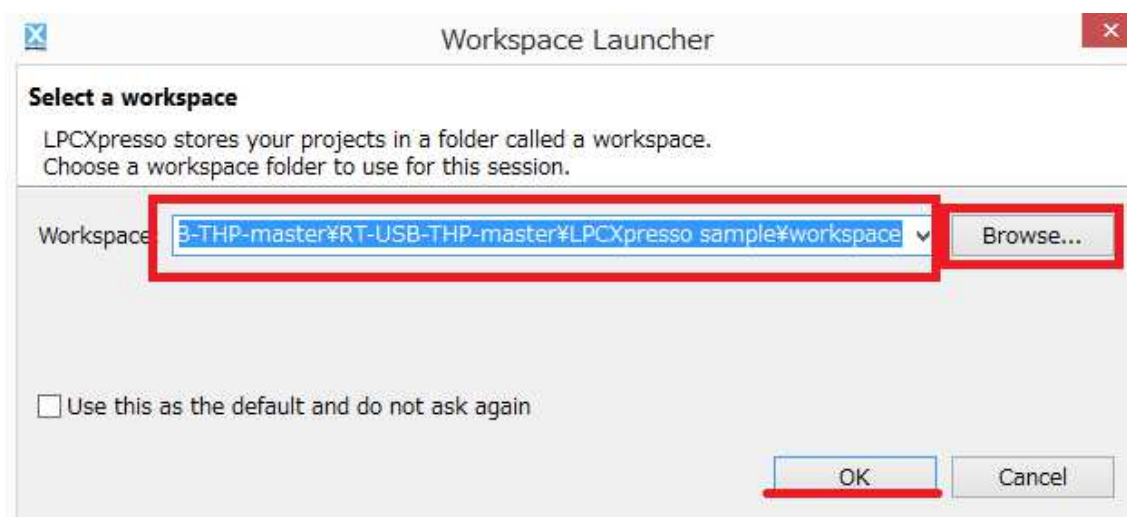 Workspace Launcher
Select a workspace
LPCXpresso stores your projects in a folder called a workspace.
Choose a workspace folder to use for this session.
Workspace: B-THP-master¥RT-USB-THP-master¥LPCXpresso sample¥workspace Browse...
Use this as the default and do not ask again
OK Cancel